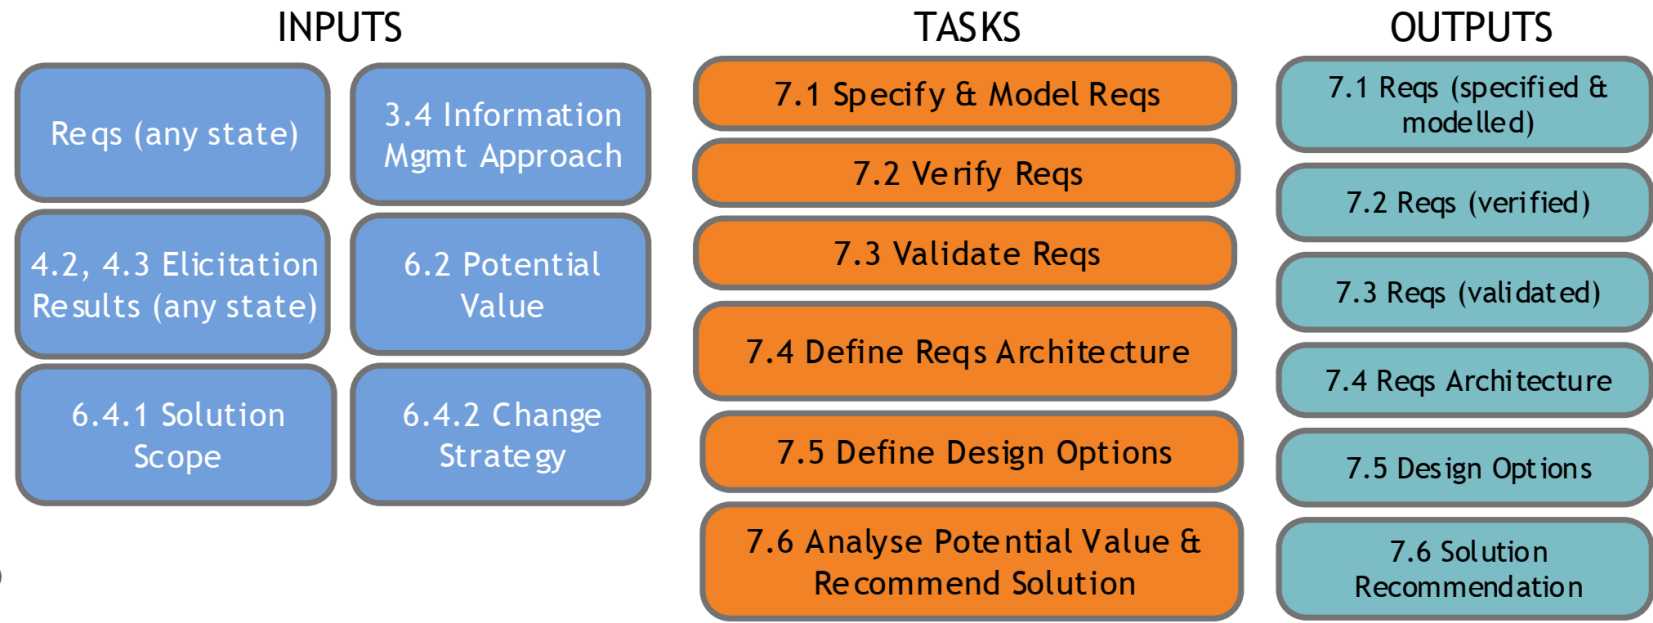 INPUTS
Reqs (any state)
3.4 Information
Mgmt Approach
4.2, 4.3 Elicitation
Results (any state)
6.2 Potential
Value
6.4.1 Solution
Scope
6.4.2 Change
Strategy
TASKS
7.1 Specify & Model Reqs
7.2 Verify Reqs
7.3 Validate Reqs
7.4 Define Reqs Architecture
7.5 Define Design Options
7.6 Analyse Potential Value &
Recommend Solution
OUTPUTS
7.1 Reqs (specified &
modelled)
7.2 Reqs (verified)
7.3 Reqs (validated)
7.4 Reqs Architecture
7.5 Design Options
7.6 Solution
Recommendation